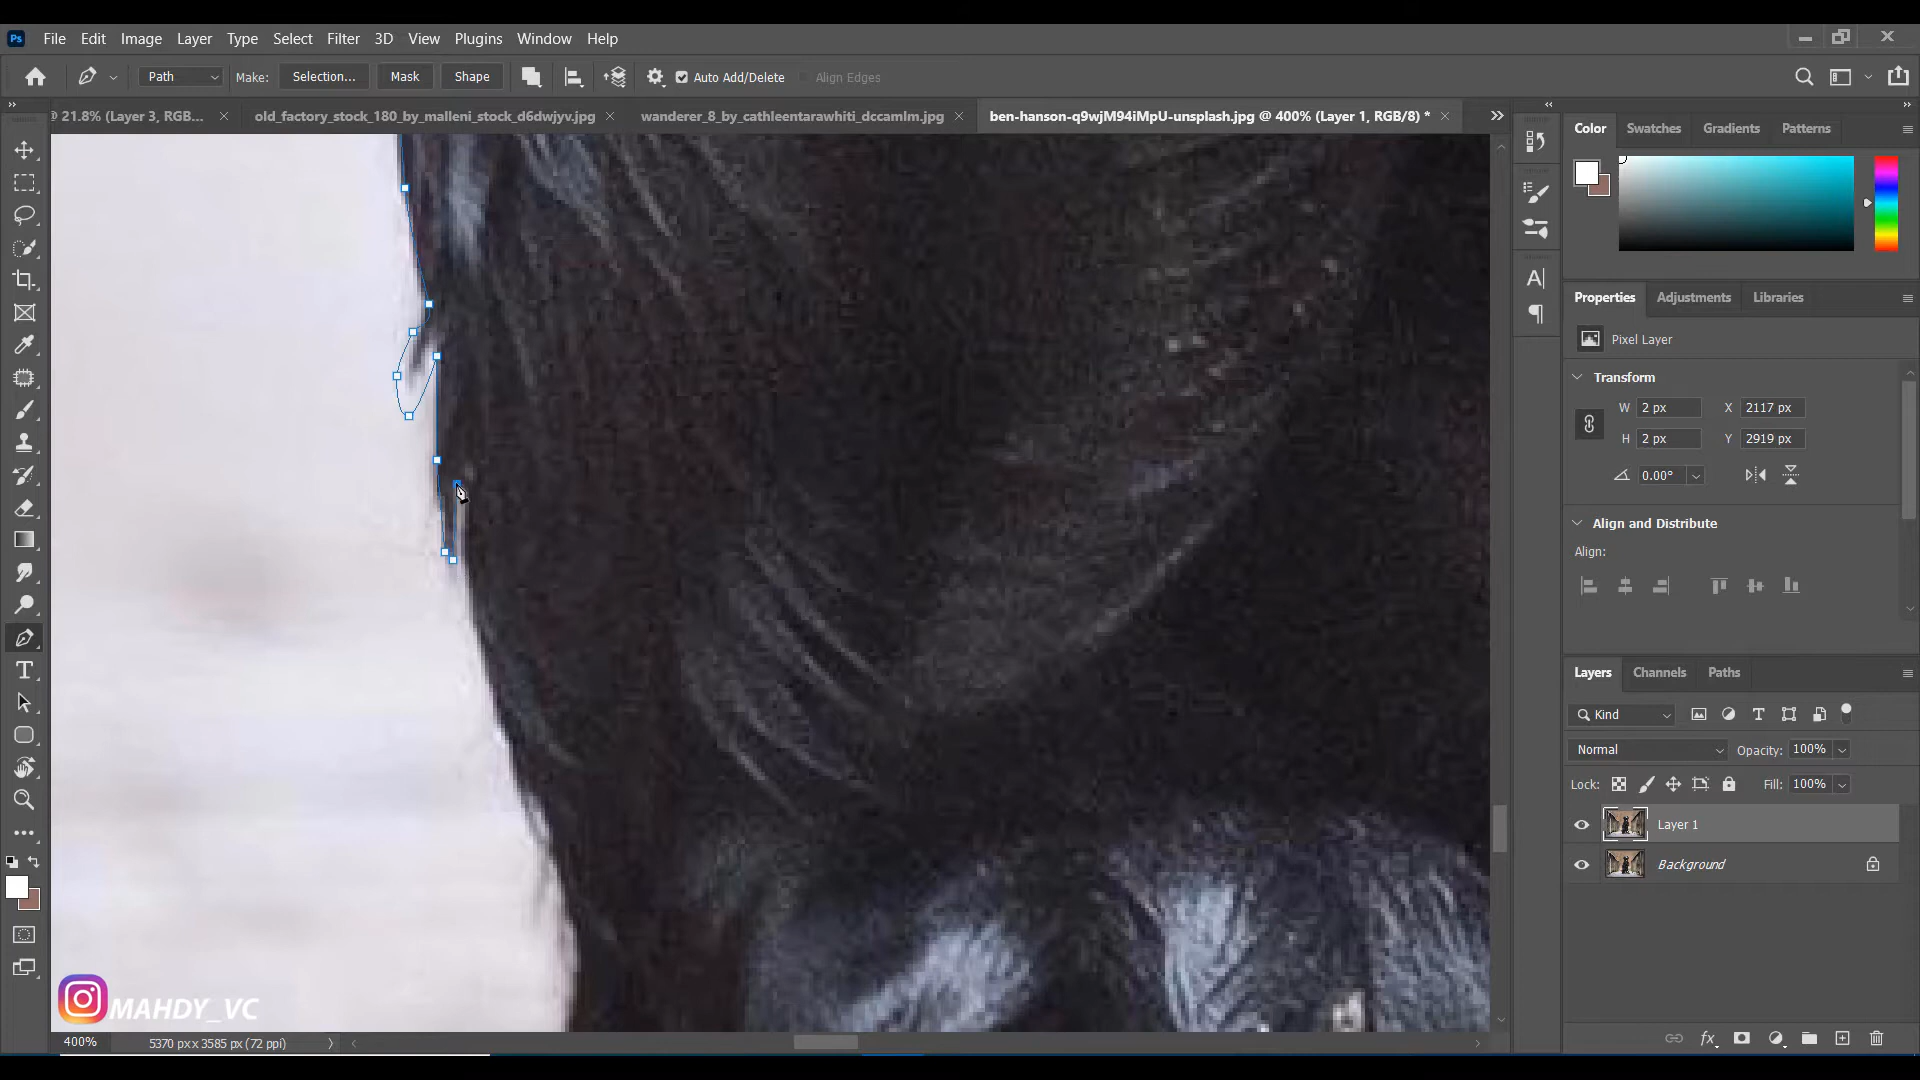 Ps File Edit Image Layer Type Select Filter 3D View Plugins Window Help
Path Make: Selection... Mask Shape Auto Add/Delete Align Edges
@ 21.8% (Layer 3, RGB... old_factory_stock_180_by_malleni_stock_d6dwjyv.jpg wanderer_8_by_cathleentarawhiti_dccamlm.jpg ben-hanson-q9wjM94iMpU-unsplash.jpg @ 400% (Layer 1, RGB/8) *
Color Swatches Gradients Patterns
Properties Adjustments Libraries
Pixel Layer
Transform
W 2 px X 2117 px
H 2 px Y 2919 px
0.00°
Align and Distribute
Align:
Layers Channels Paths
Kind
Normal Opacity: 100%
Lock: Fill: 100%
Layer 1
Background
MAHDY_VC
400% 5370 px x 3585 px (72 ppi)